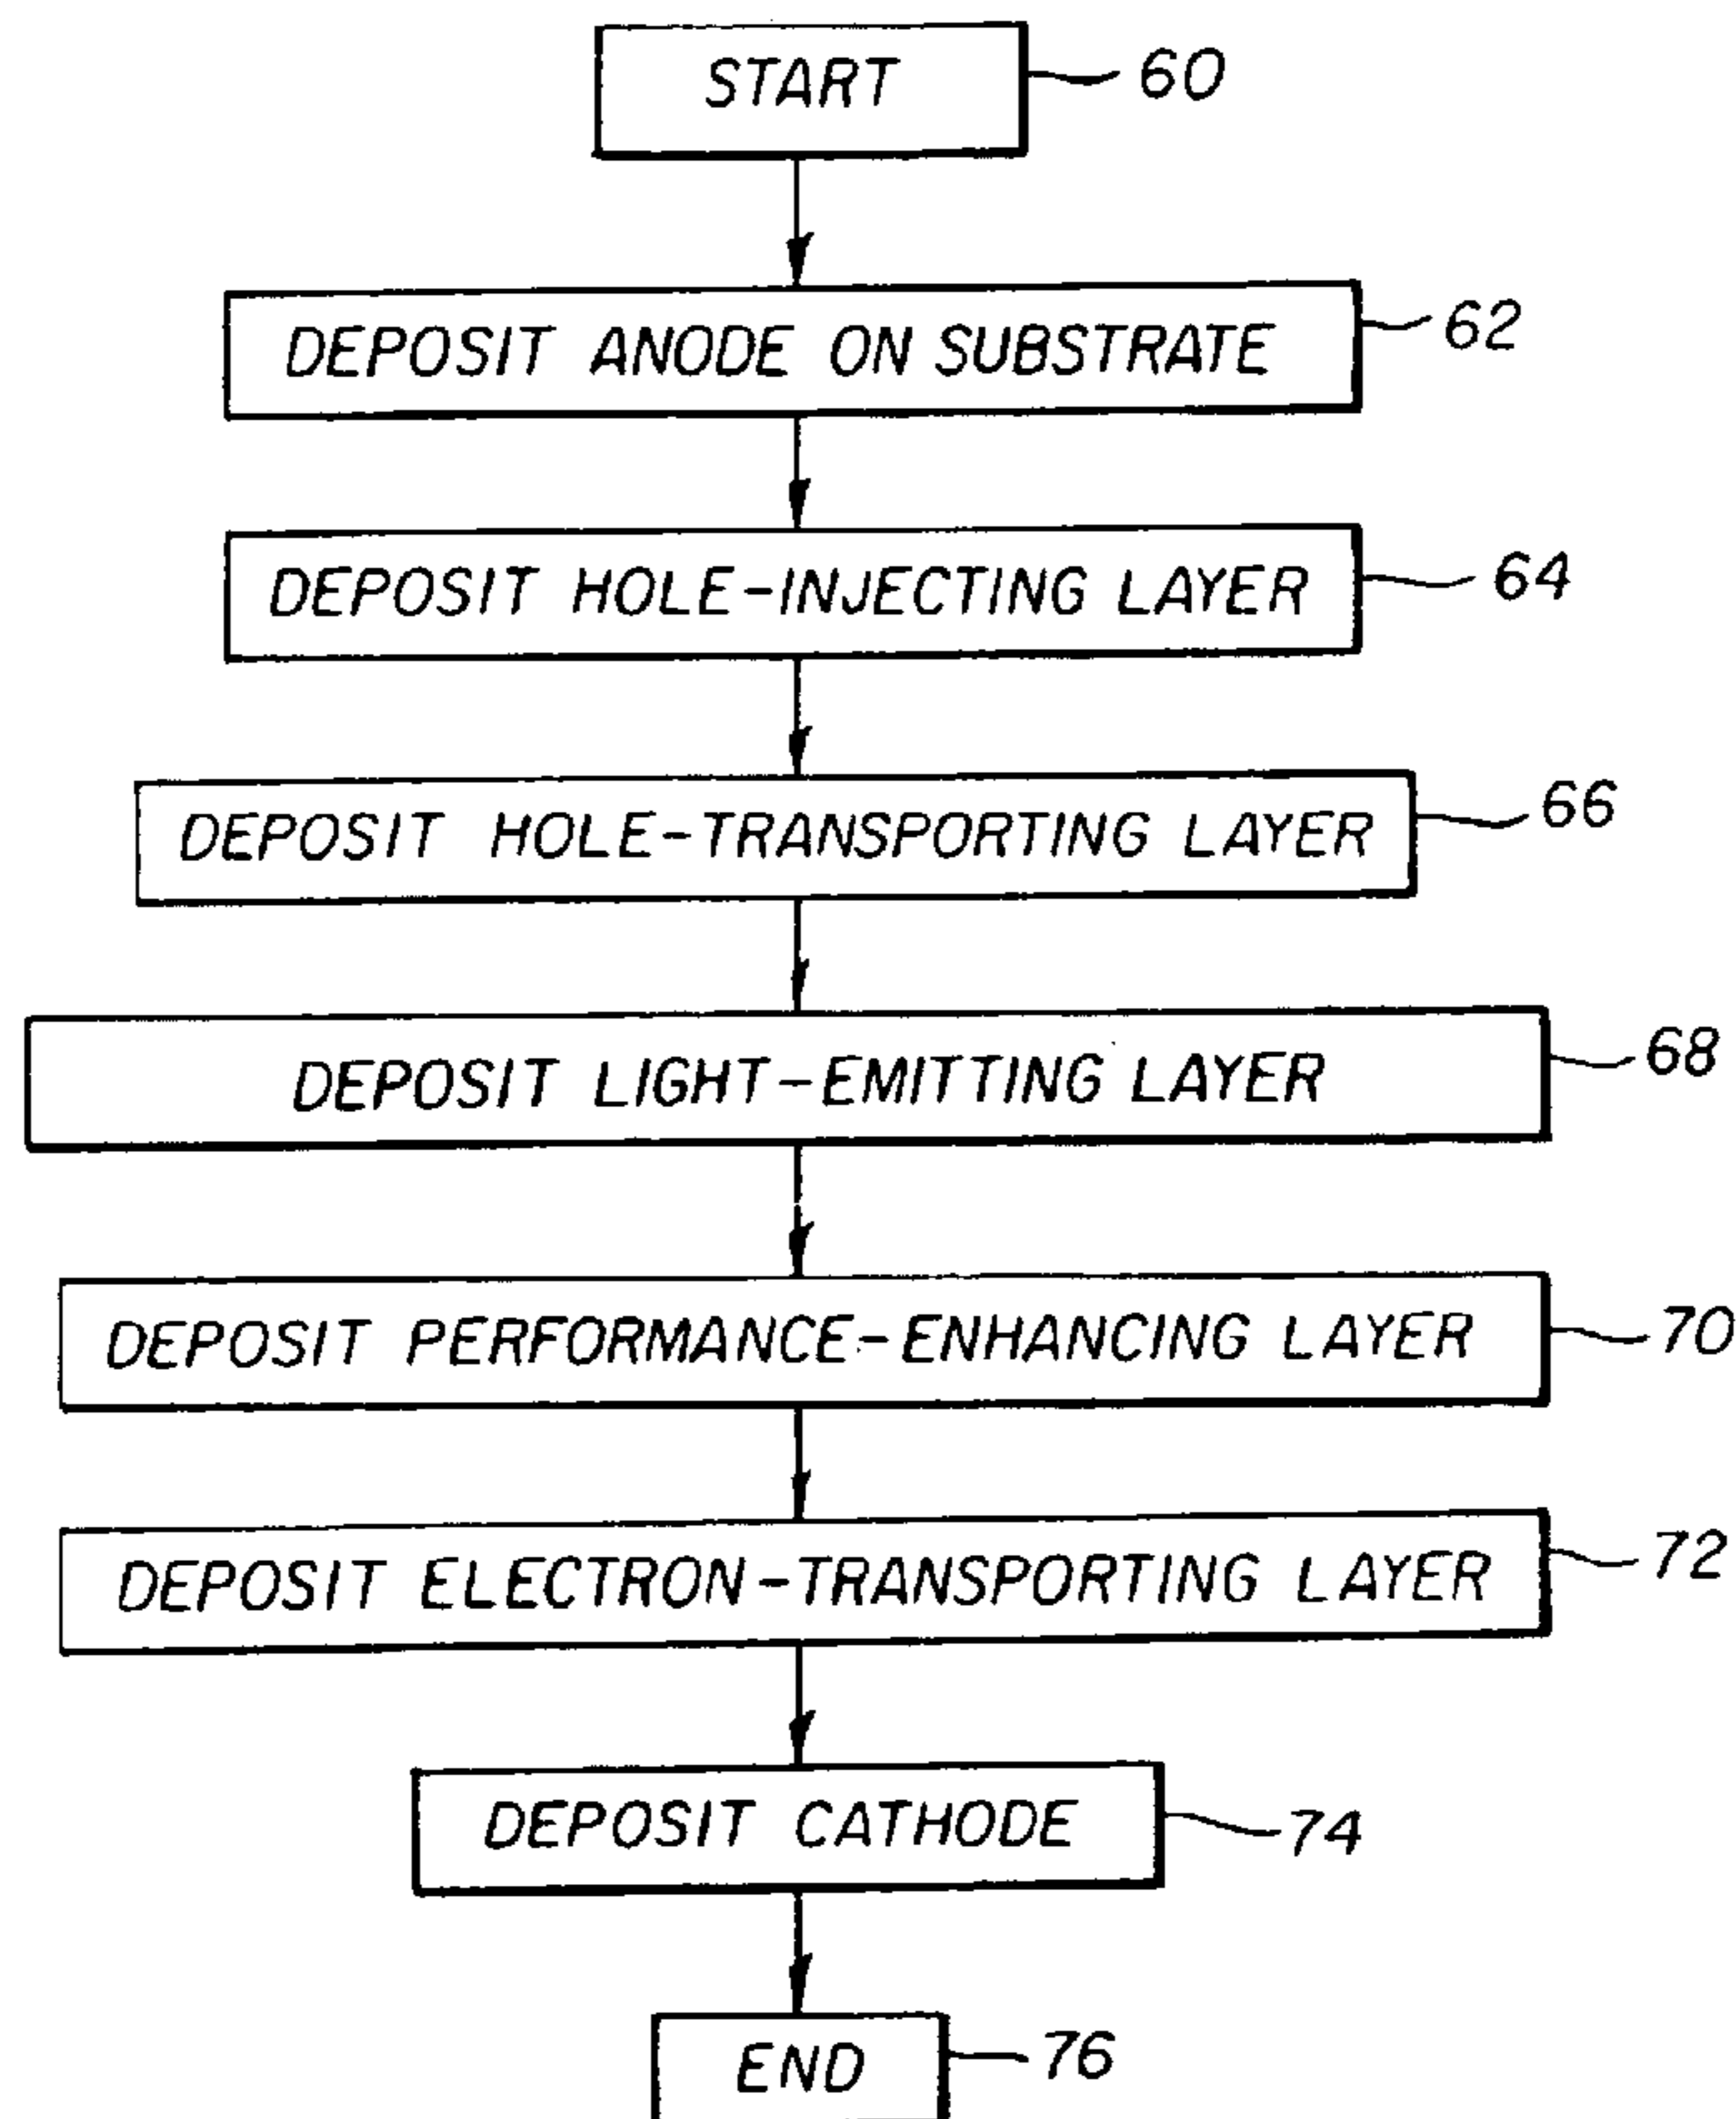 START 60
DEPOSIT ANODE ON SUBSTRATE 62
DEPOSIT HOLE-INJECTING LAYER 64
DEPOSIT HOLE-TRANSPORTING LAYER 66
DEPOSIT LIGHT-EMITTING LAYER 68
DEPOSIT PERFORMANCE-ENHANCING LAYER 70
DEPOSIT ELECTRON-TRANSPORTING LAYER 72
DEPOSIT CATHODE 74
END 76